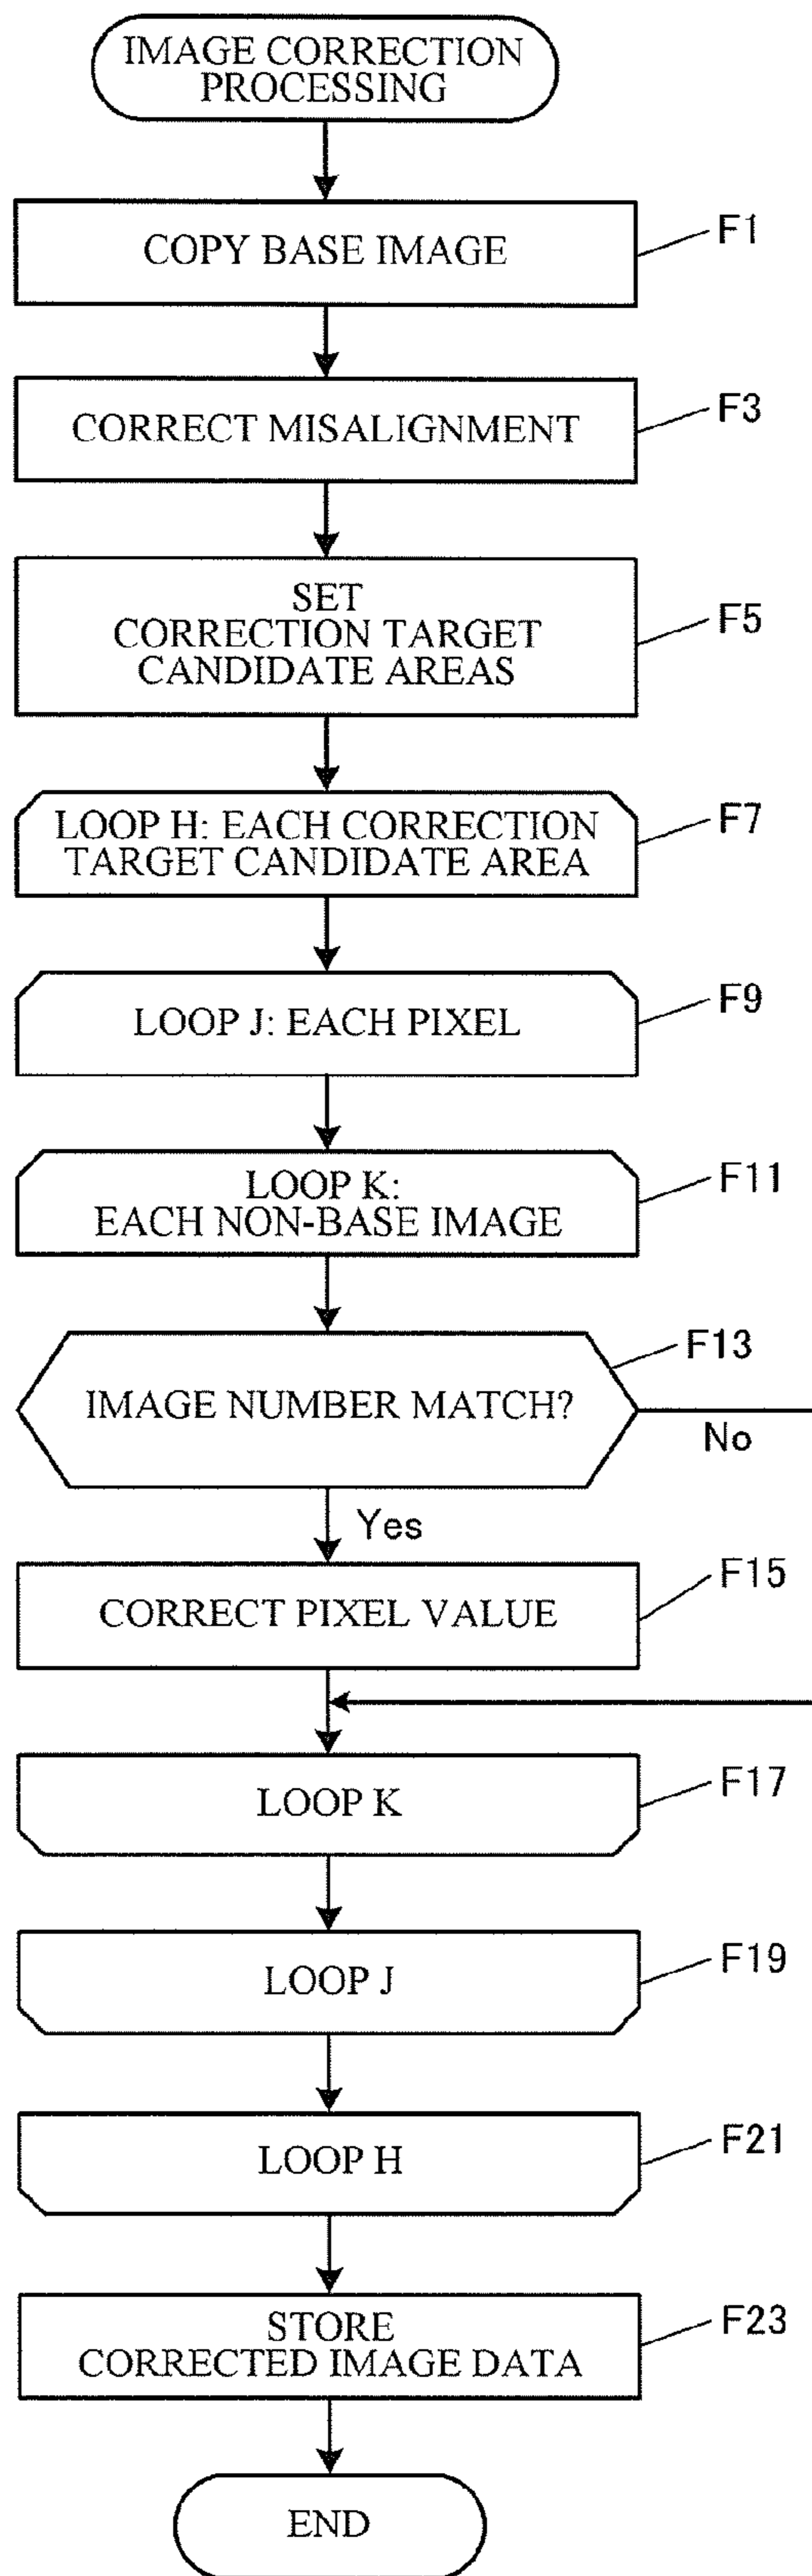 IMAGE CORRECTION
PROCESSING
COPY BASE IMAGE
F1
CORRECT MISALIGNMENT
F3
SET
CORRECTION TARGET
CANDIDATE AREAS
F5
LOOP H: EACH CORRECTION
TARGET CANDIDATE AREA
F7
LOOP J: EACH PIXEL
F9
LOOP K:
EACH NON-BASE IMAGE
F11
IMAGE NUMBER MATCH?
F13
No
Yes
CORRECT PIXEL VALUE
F15
LOOP K
F17
LOOP J
F19
LOOP H
F21
STORE
CORRECTED IMAGE DATA
F23
END